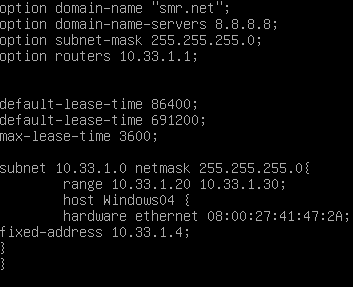 option domain-name "smr.net";
option domain-name-servers 8.8.8.8;
option subnet-mask 255.255.255.0;
option routers 10.33.1.1;
default-lease-time 86400;
default-lease-time 691200;
max-lease-time 3600;
subnet 10.33.1.0 netmask 255.255.255.0{
range 10.33.1.20 10.33.1.30;
host Windows04 {
hardware ethernet 08:00:27:41:47:2A;
fixed-address 10.33.1.4;
}
}